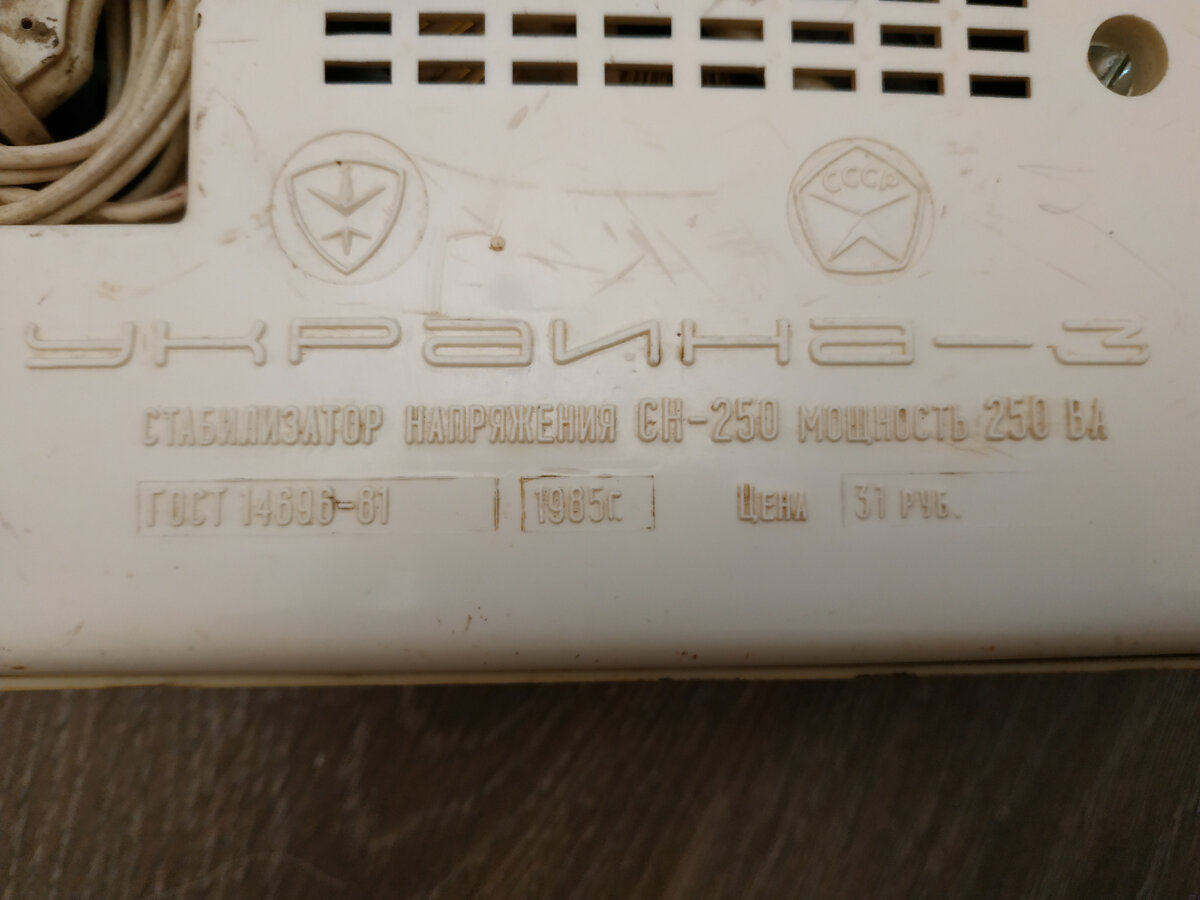 СССР
Украина-3
СТАБИЛИЗАТОР НАПРЯЖЕНИЯ СН-250 МОЩНОСТЬ 250 ВА
ГОСТ 14696-81 1985г. ЦЕНА 31 РУБ.